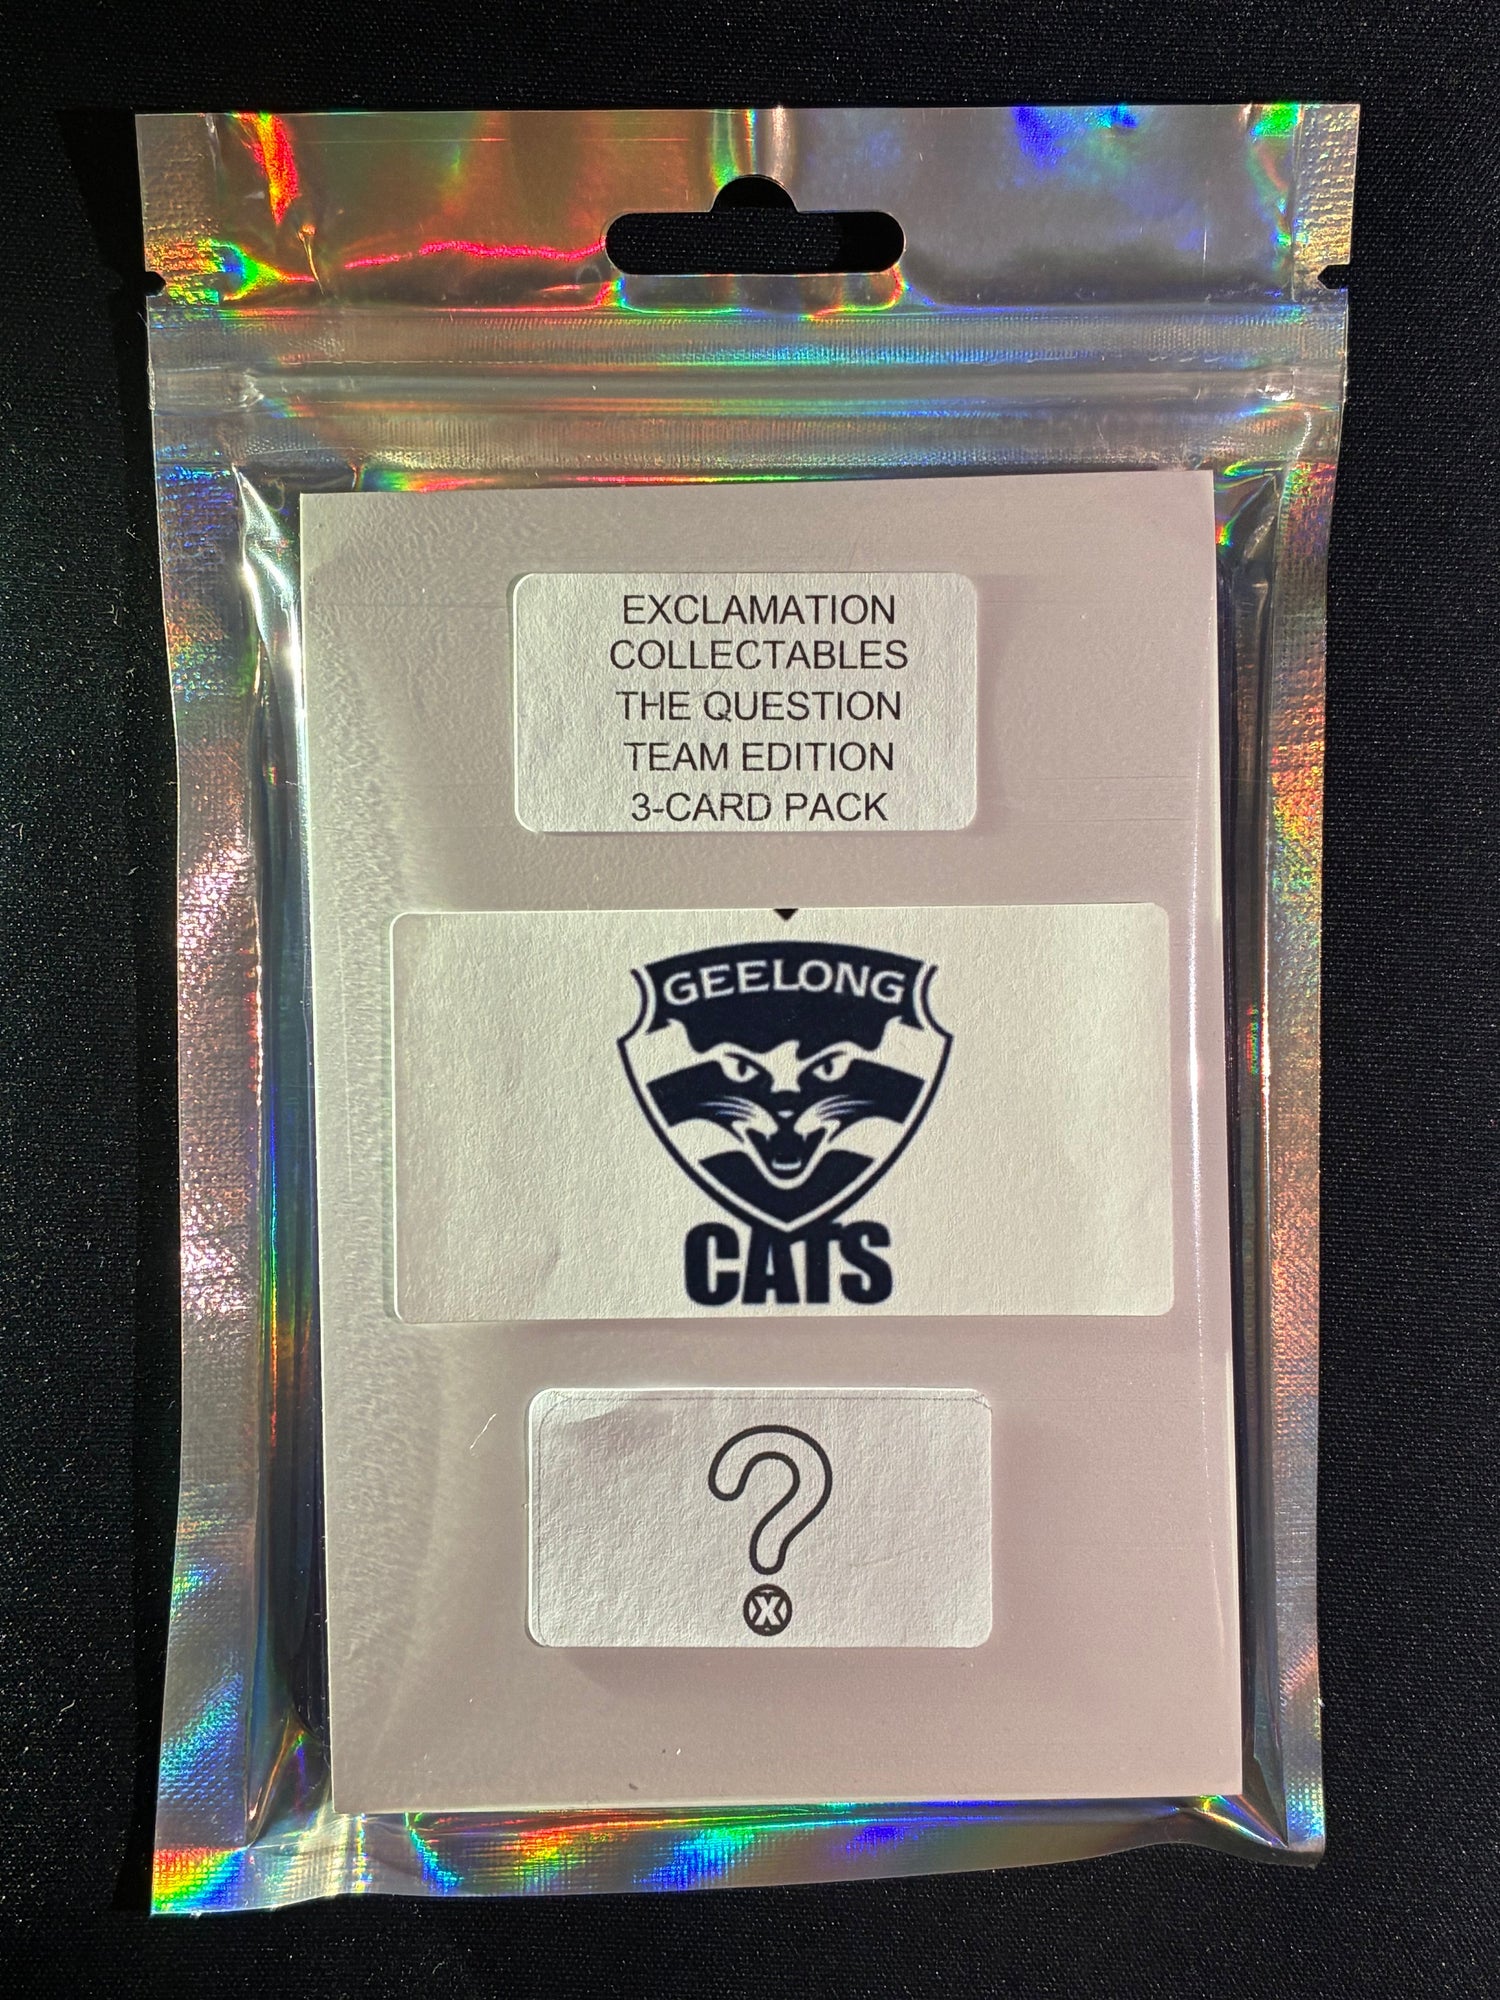 EXCLAMATION
COLLECTABLES
THE QUESTION
TEAM EDITION
3-CARD PACK
GEELONG
CATS
?
X